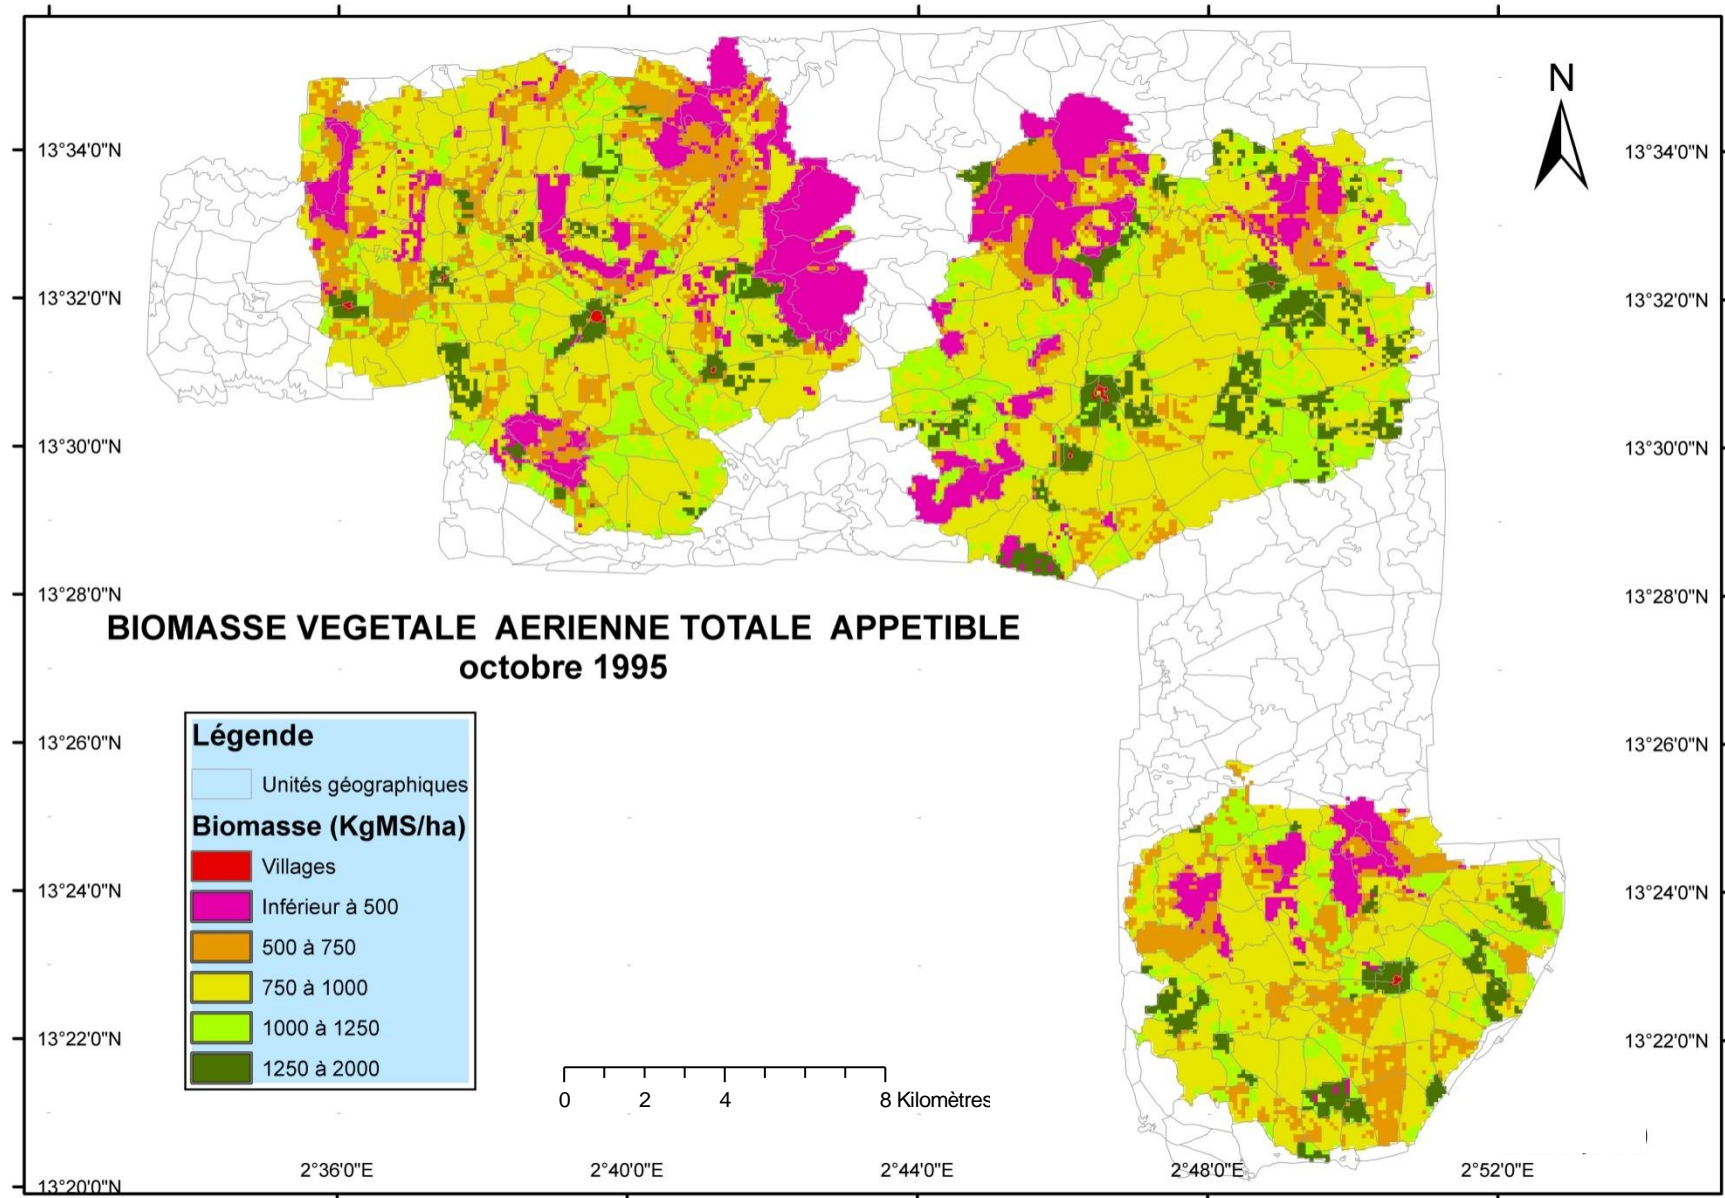 N
13°34'0"N
13°34'0"N
13°32'0"N
13°32'0"N
13°30'0"N
13°30'0"N
13°28'0"N
13°28'0"N
BIOMASSE VEGETALE AERIENNE TOTALE APPETIBLE
octobre 1995
Légende
Unités géographiques
Biomasse (KgMS/ha)
Villages
Inférieur à 500
500 à 750
750 à 1000
1000 à 1250
1250 à 2000
13°26'0"N
13°26'0"N
13°24'0"N
13°24'0"N
13°22'0"N
13°22'0"N
0 2 4 8 Kilomètres
2°36'0"E 2°40'0"E 2°44'0"E 2°48'0"E 2°52'0"E
13°20'0"N